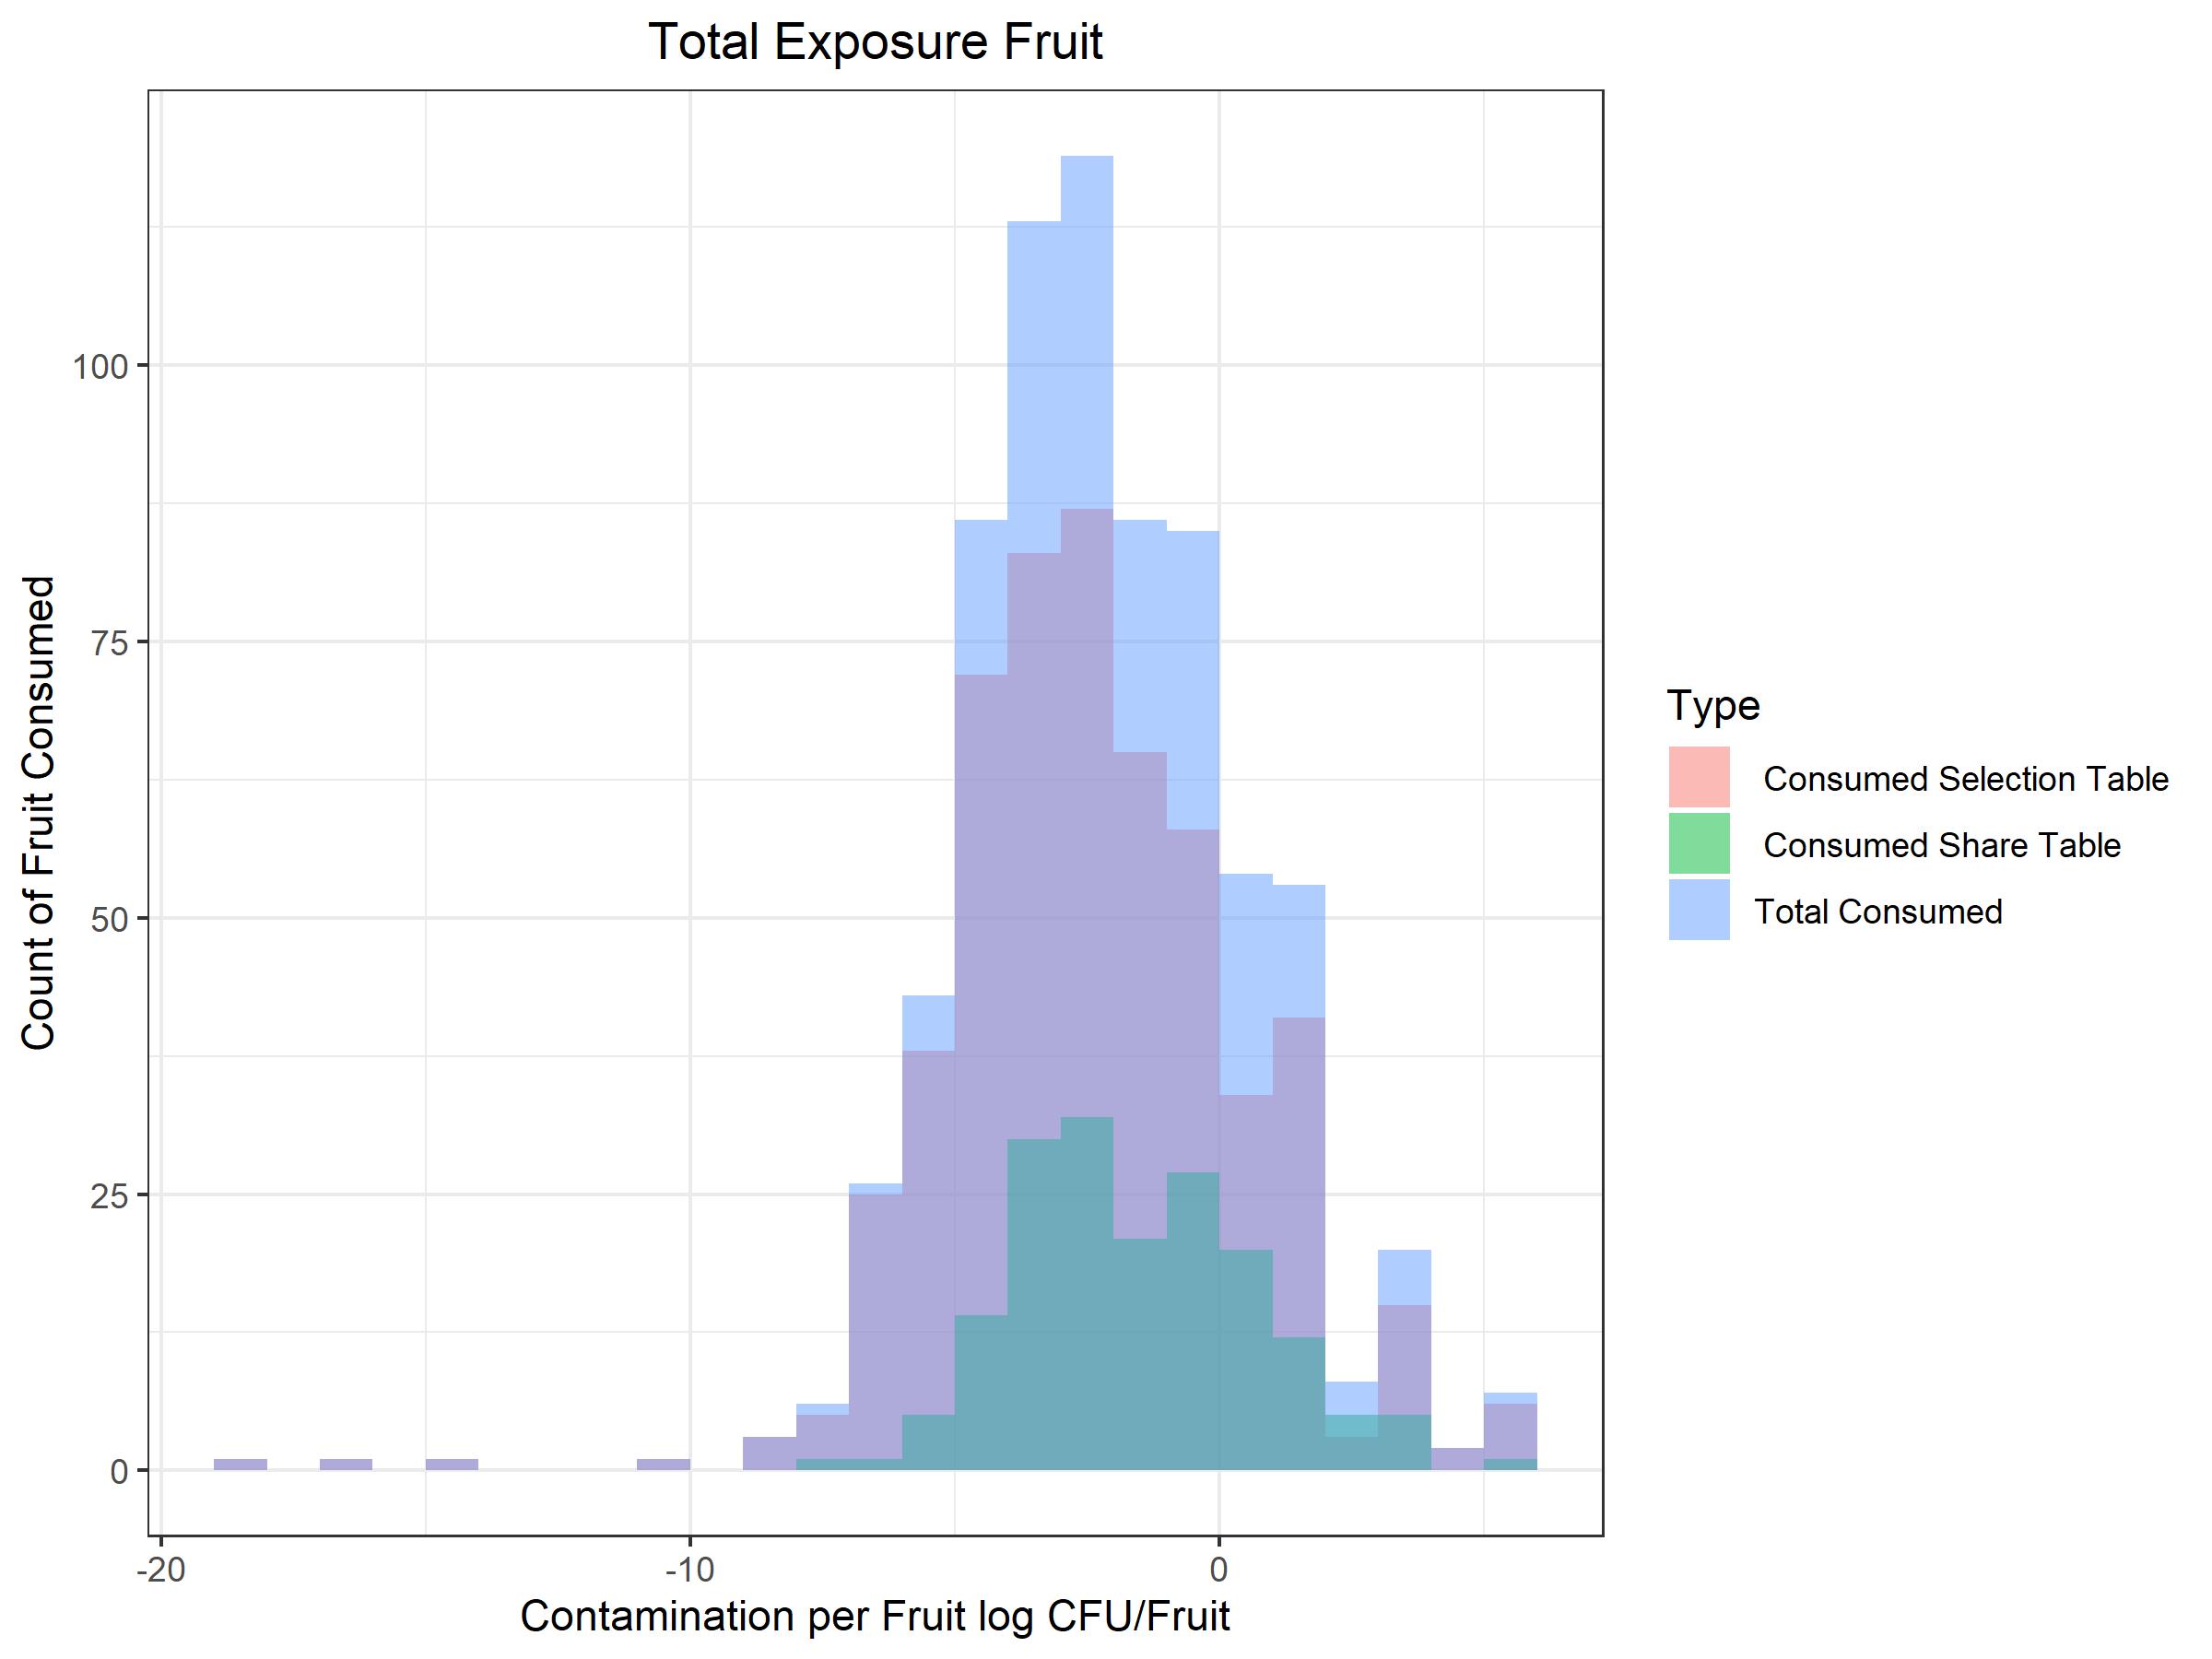 Total Exposure Fruit
Count of Fruit Consumed
100
75
50
25
0
-20
-10
0
Contamination per Fruit log CFU/Fruit
Type
Consumed Selection Table
Consumed Share Table
Total Consumed